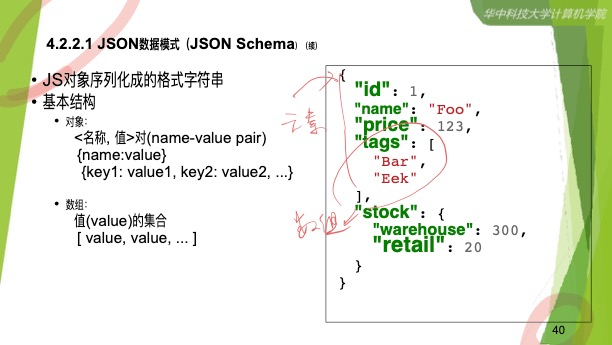 华中科技大学计算机学院
4.2.2.1 JSON数据模式（JSON Schema）（续）
• JS对象序列化成的格式字符串
• 基本结构
• 对象：
<名称, 值>对(name-value pair)
{name:value}
{key1: value1, key2: value2, ...}
• 数组：
值(value)的集合
[ value, value, ... ]
{
"id": 1,
"name": "Foo",
"price": 123,
"tags": [
"Bar",
"Eek"
],
"stock": {
"warehouse": 300,
"retail": 20
}
}
元素
数组
40